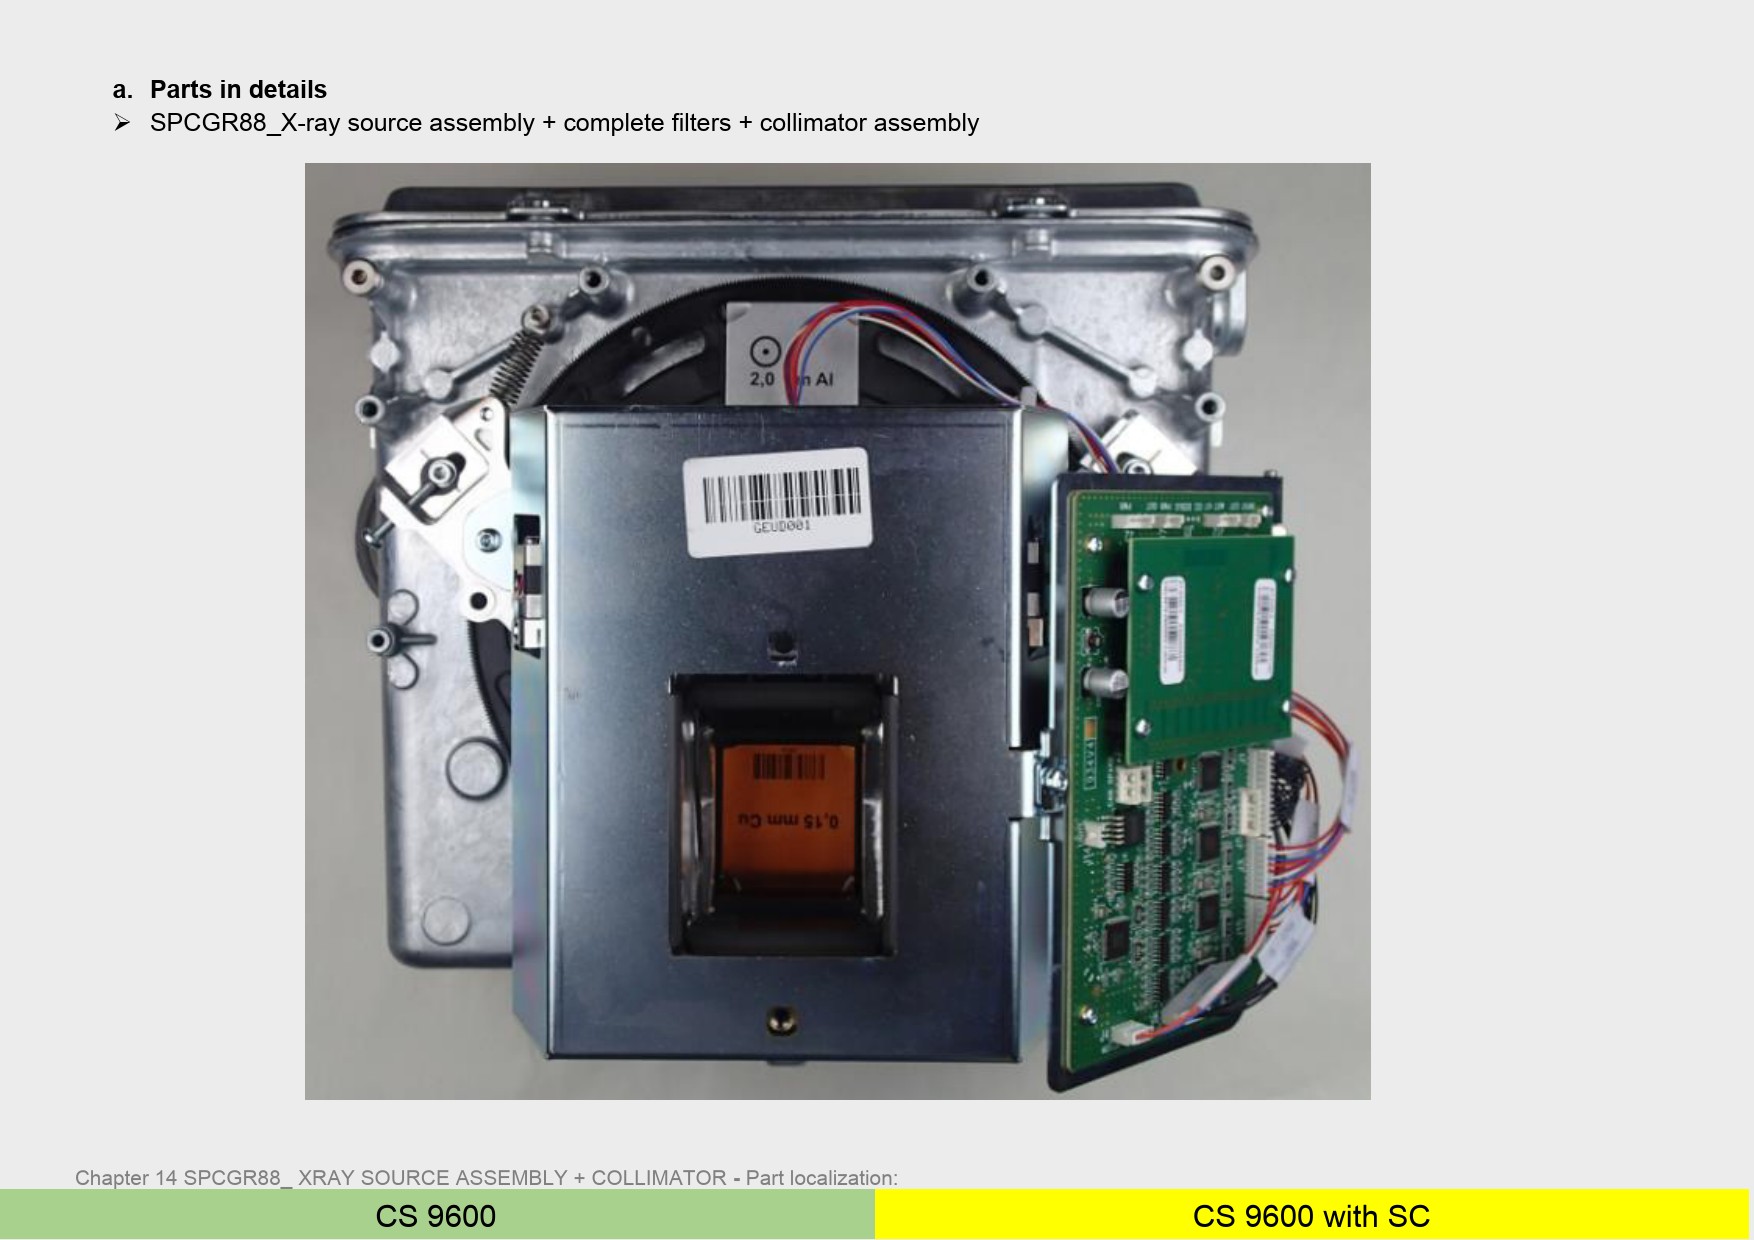 a. Parts in details
➢ SPCGR88_X-ray source assembly + complete filters + collimator assembly
2,0 Al
GEUD001
934V4
0,15 mm Cu
Chapter 14 SPCGR88_ XRAY SOURCE ASSEMBLY + COLLIMATOR - Part localization:
CS 9600
CS 9600 with SC